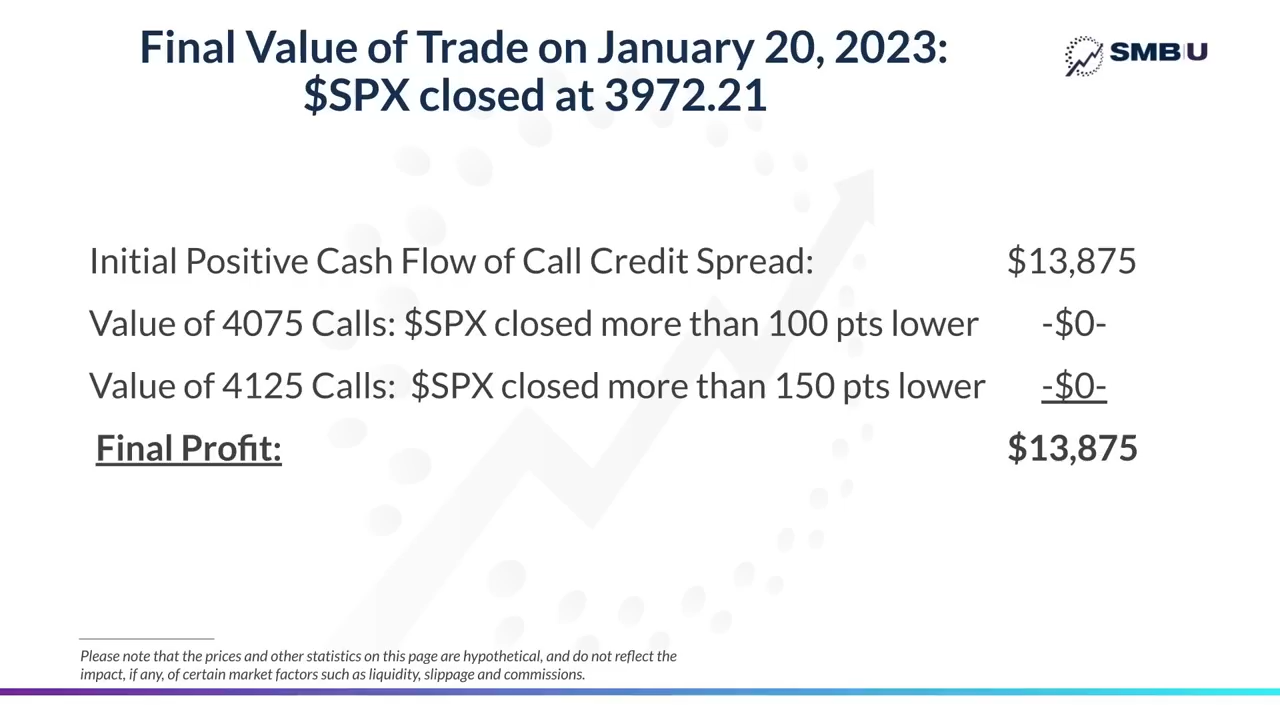 Final Value of Trade on January 20, 2023:
$SPX closed at 3972.21
SMB|U
Initial Positive Cash Flow of Call Credit Spread: $13,875
Value of 4075 Calls: $SPX closed more than 100 pts lower -$0-
Value of 4125 Calls: $SPX closed more than 150 pts lower -$0-
Final Profit: $13,875
Please note that the prices and other statistics on this page are hypothetical, and do not reflect the
impact, if any, of certain market factors such as liquidity, slippage and commissions.